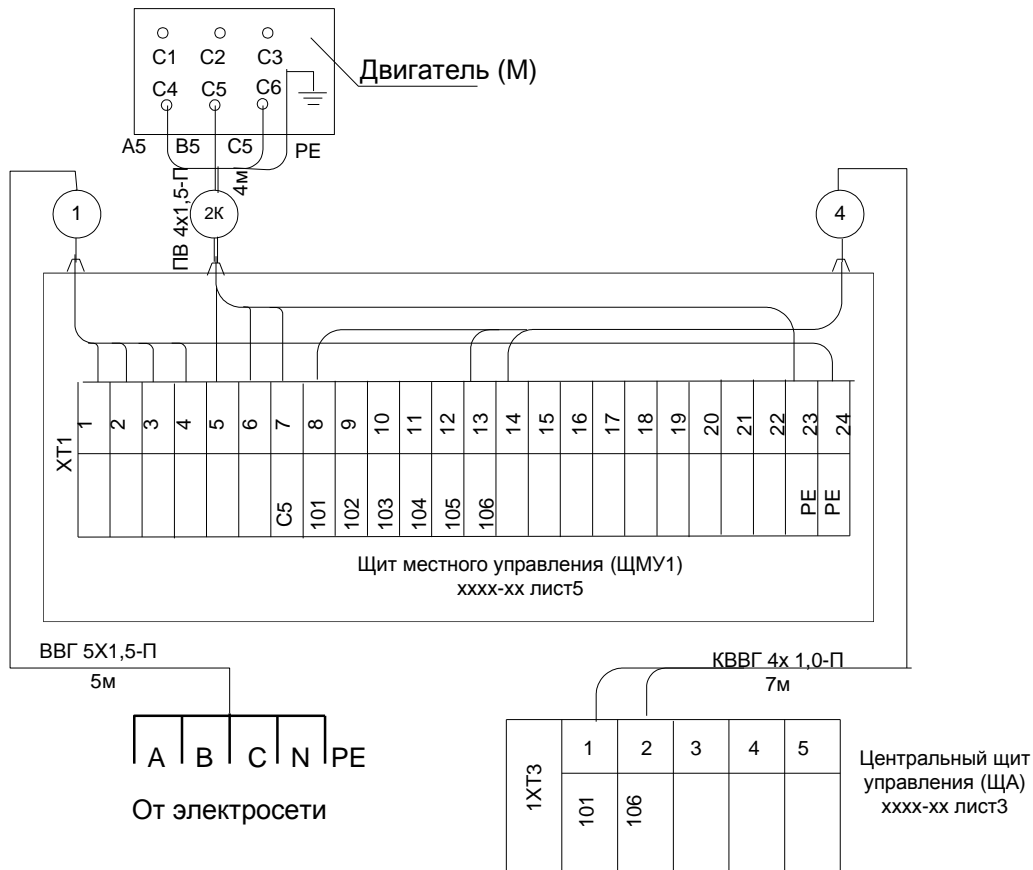 C1 C2 C3
C4 C5 C6
Двигатель (М)
A5 B5 C5 PE
ПВ 4х1,5-П
4м
1
2К
4
XT1
1 2 3 4 5 6 7 8 9 10 11 12 13 14 15 16 17 18 19 20 21 22 23 24
C5 101 102 103 104 105 106 PE PE
Щит местного управления (ЩМУ1)
хххх-хх лист5
ВВГ 5Х1,5-П
5м
КВВГ 4х 1,0-П
7м
A B C N PE
От электросети
1XT3
1 2 3 4 5
101 106
Центральный щит
управления (ЩА)
хххх-хх лист3